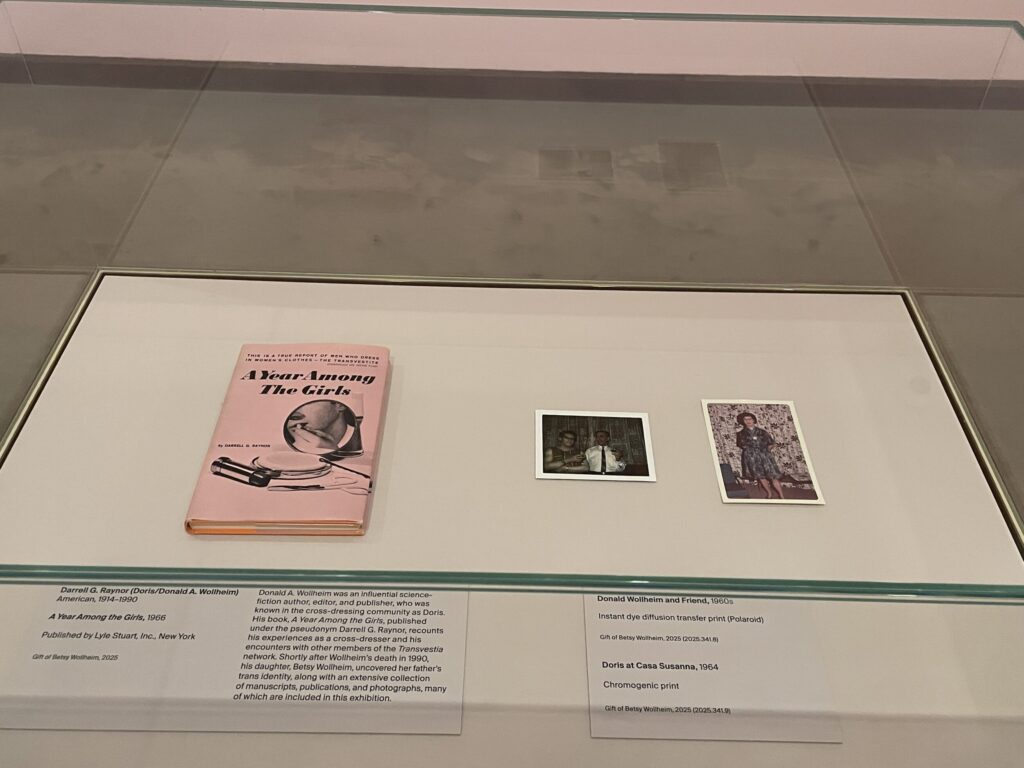 THIS IS A TRUE REPORT OF MEN WHO DRESS
IN WOMEN'S CLOTHES—THE TRANSVESTITE
A Year Among
The Girls
By DARRELL G. RAYNOR
Darrell G. Raynor (Doris/Donald A. Wollheim)
American, 1914–1990
A Year Among the Girls, 1966
Published by Lyle Stuart, Inc., New York
Gift of Betsy Wollheim, 2025
Donald A. Wollheim was an influential science-
fiction author, editor, and publisher, who was
known in the cross-dressing community as Doris.
His book, A Year Among the Girls, published
under the pseudonym Darrell G. Raynor, recounts
his experiences as a cross-dresser and his
encounters with other members of the Transvestia
network. Shortly after Wollheim's death in 1990,
his daughter, Betsy Wollheim, uncovered her father's
trans identity, along with an extensive collection
of manuscripts, publications, and photographs, many
of which are included in this exhibition.
Donald Wollheim and Friend, 1960s
Instant dye diffusion transfer print (Polaroid)
Gift of Betsy Wollheim, 2025 (2025.341.8)
Doris at Casa Susanna, 1964
Chromogenic print
Gift of Betsy Wollheim, 2025 (2025.341.9)